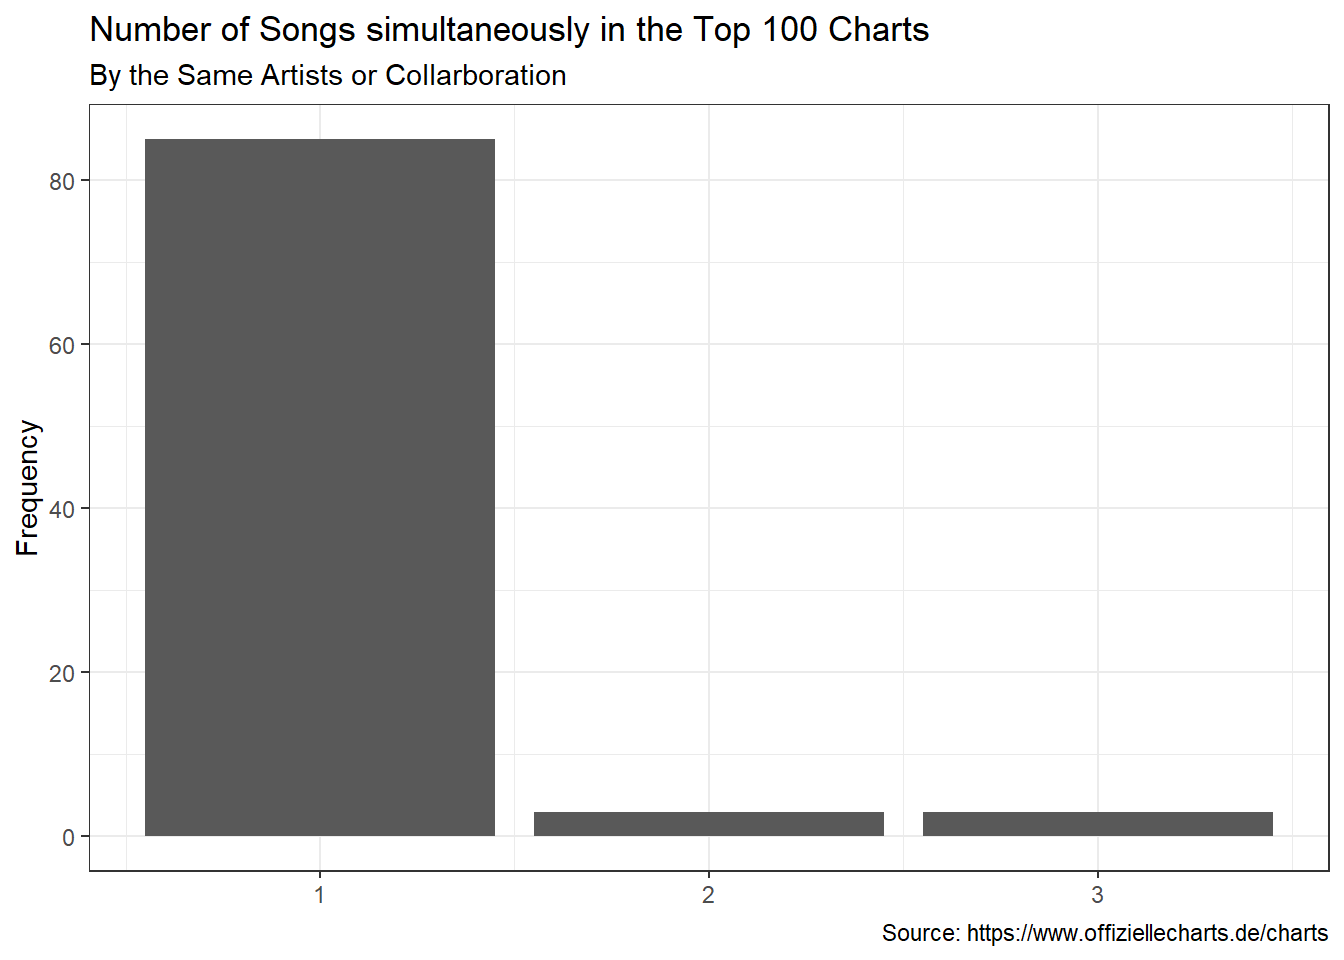 Number of Songs simultaneously in the Top 100 Charts
By the Same Artists or Collarboration
Frequency
80
60
40
20
0
1 2 3
Source: https://www.offiziellecharts.de/charts